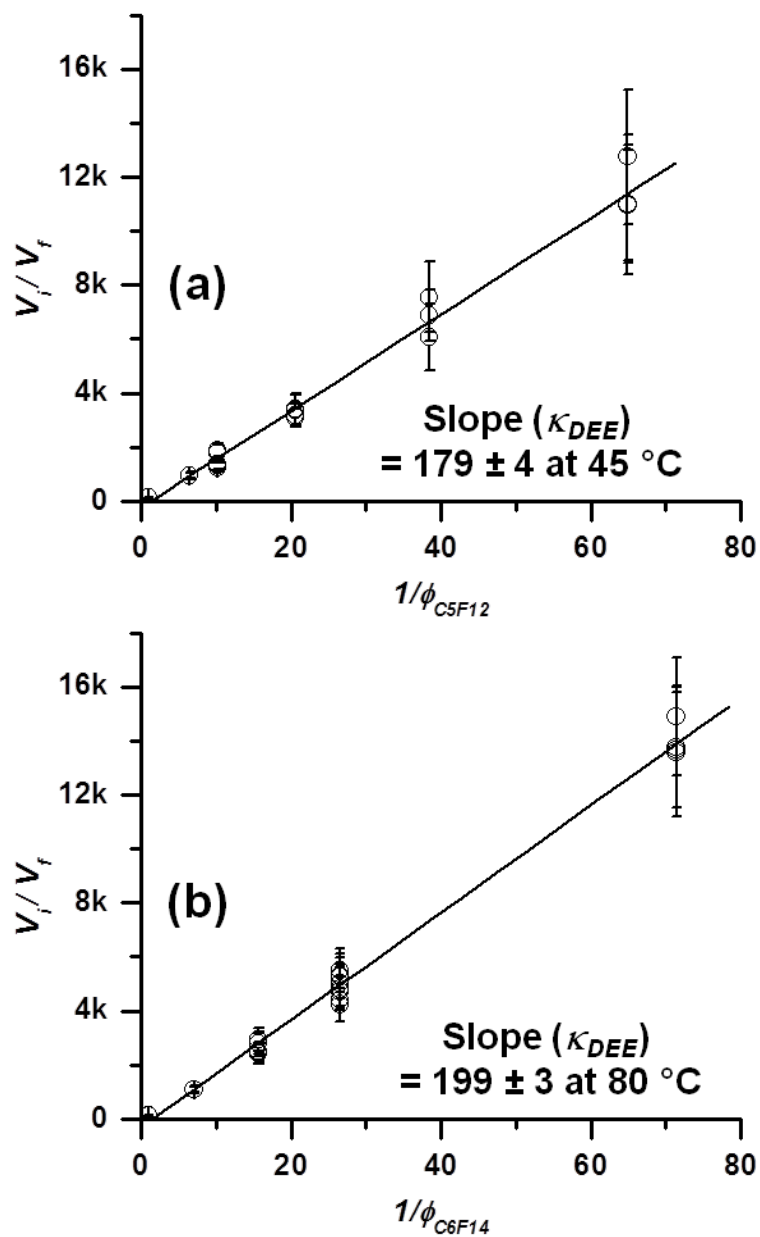 16k
12k
8k
4k
0
V_i / V_f
(a)
Slope (κ_DEE)
= 179 ± 4 at 45 °C
0 20 40 60 80
1/ϕ_C5F12
16k
12k
8k
4k
0
V_i / V_f
(b)
Slope (κ_DEE)
= 199 ± 3 at 80 °C
0 20 40 60 80
1/ϕ_C6F14